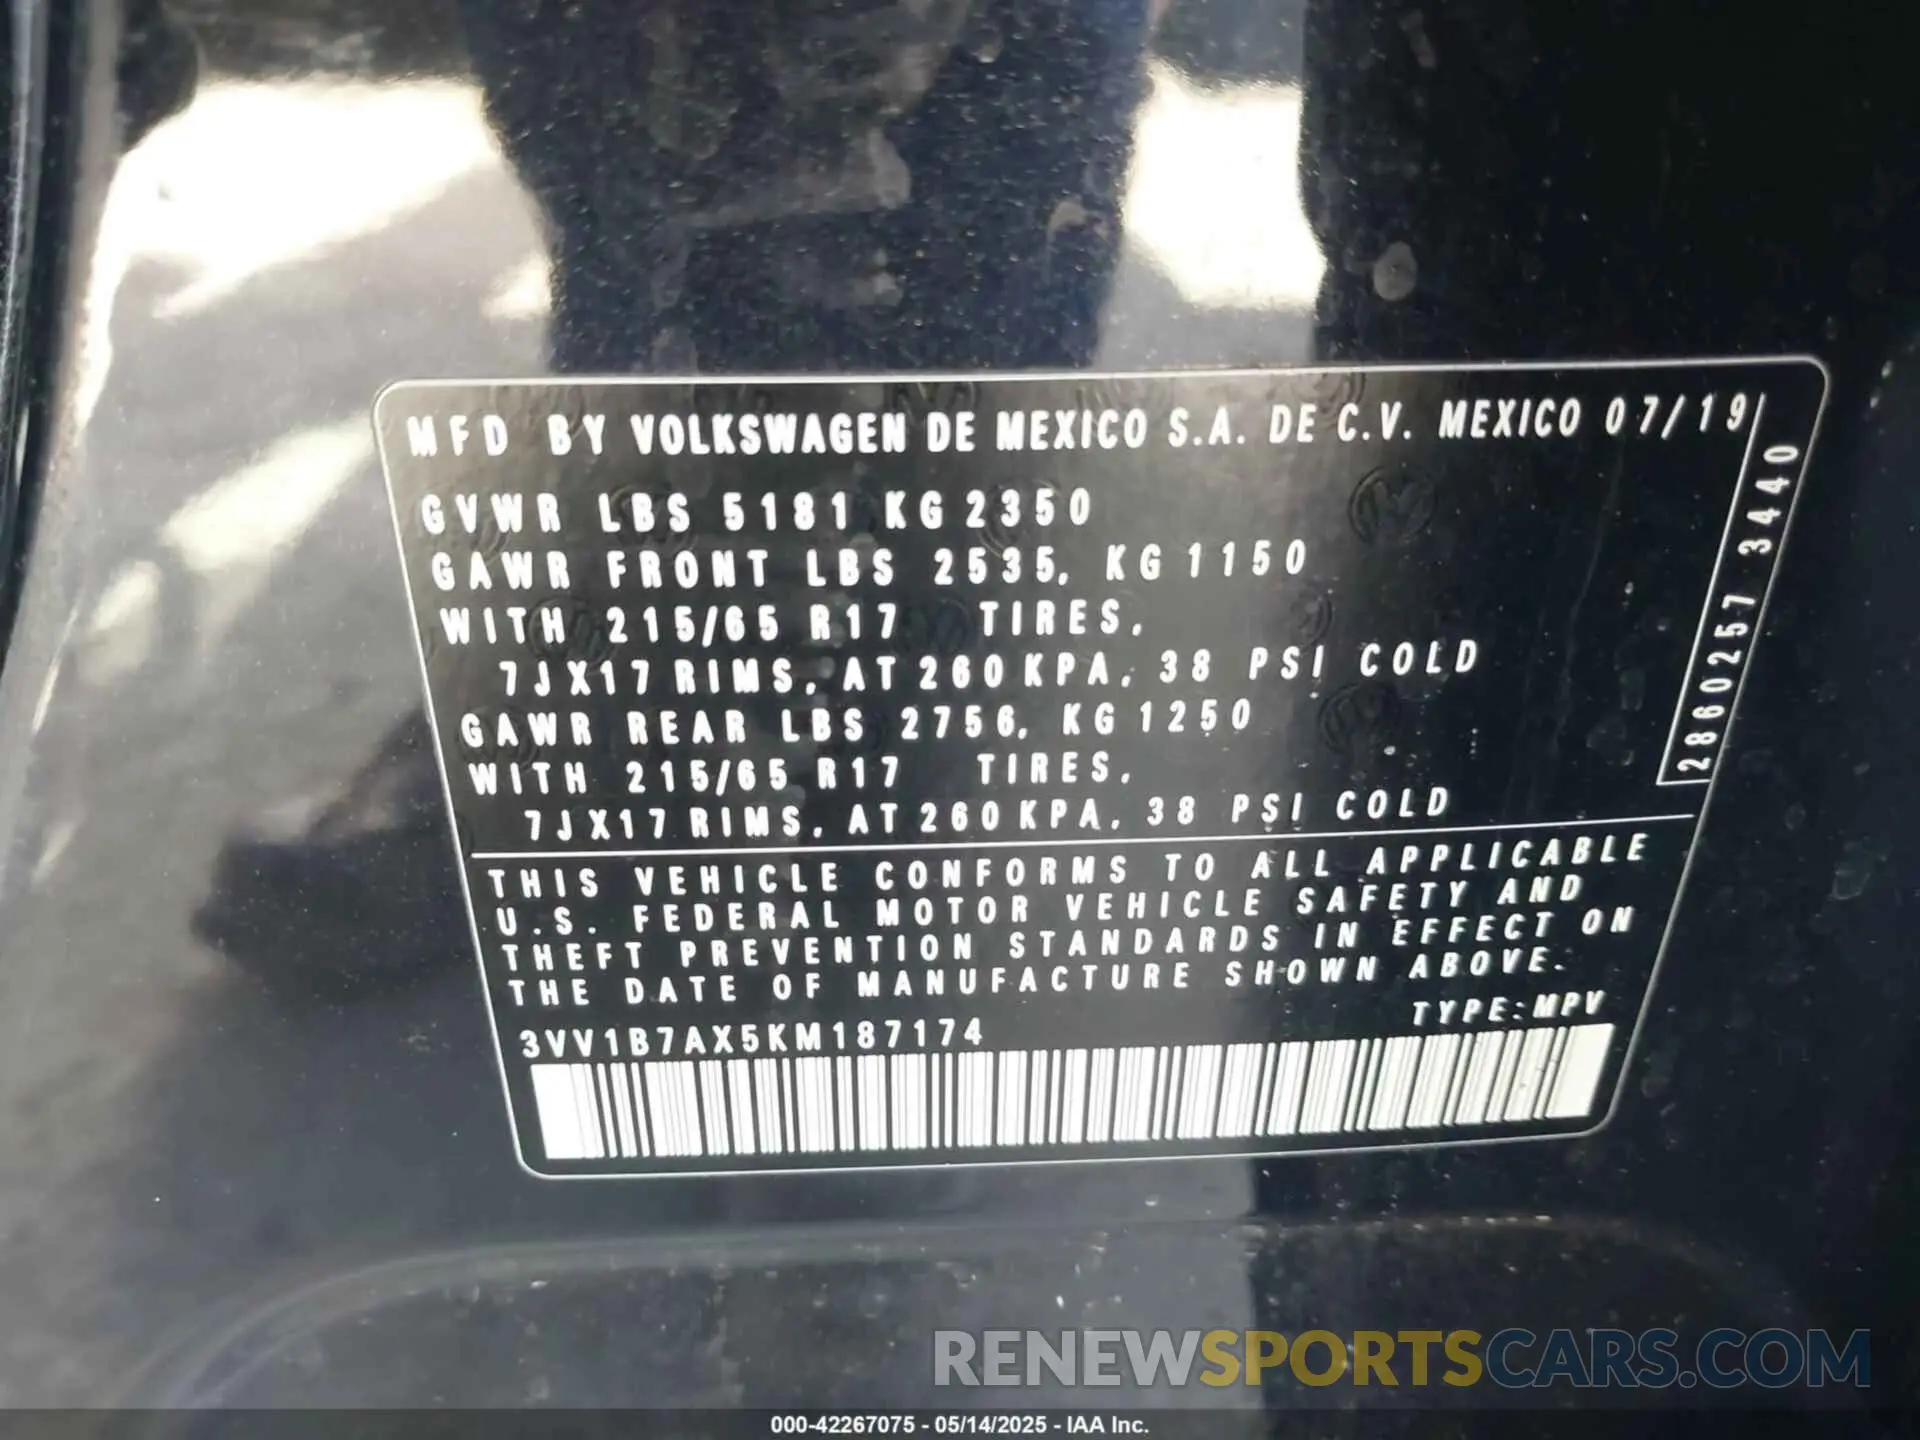 MFD BY VOLKSWAGEN DE MEXICO S.A. DE C.V. MEXICO 07/19
GVWR LBS 5181 KG 2350
GAWR FRONT LBS 2535, KG 1150
WITH 215/65 R17 TIRES,
7JX17 RIMS, AT 260 KPA, 38 PSI COLD
GAWR REAR LBS 2756, KG 1250
WITH 215/65 R17 TIRES,
7JX17 RIMS, AT 260 KPA, 38 PSI COLD
2860257 3440
THIS VEHICLE CONFORMS TO ALL APPLICABLE
U.S. FEDERAL MOTOR VEHICLE SAFETY AND
THEFT PREVENTION STANDARDS IN EFFECT ON
THE DATE OF MANUFACTURE SHOWN ABOVE.
TYPE:MPV
3VV1B7AX5KM187174
RENEWSPORTSCARS.COM
000-42267075 - 05/14/2025 - IAA Inc.